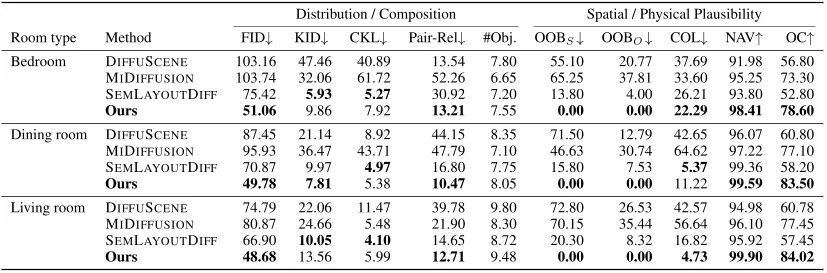 Distribution / Composition Spatial / Physical Plausibility
Room type Method FID↓ KID↓ CKL↓ Pair-Rel↓ #Obj. OOB_S↓ OOB_O↓ COL↓ NAV↑ OC↑
Bedroom DIFFUSCENE 103.16 47.46 40.89 13.54 7.80 55.10 20.77 37.69 91.98 56.80
MIDIFFUSION 103.74 32.06 61.72 52.26 6.65 65.25 37.81 33.60 95.25 73.30
SEMLAYOUTDIFF 75.42 5.93 5.27 30.92 7.20 13.80 4.00 26.21 93.80 52.80
Ours 51.06 9.86 7.92 13.21 7.55 0.00 0.00 22.29 98.41 78.60
Dining room DIFFUSCENE 87.45 21.14 8.92 44.15 8.35 71.50 12.79 42.65 96.07 60.80
MIDIFFUSION 95.93 36.47 43.71 47.79 7.10 46.63 30.74 64.62 97.22 77.10
SEMLAYOUTDIFF 70.87 9.97 4.97 16.80 7.75 15.80 7.53 5.37 99.36 58.20
Ours 49.78 7.81 5.38 10.47 8.05 0.00 0.00 11.22 99.59 83.50
Living room DIFFUSCENE 74.79 22.06 11.47 39.78 9.80 72.80 26.53 42.57 94.98 60.78
MIDIFFUSION 80.87 24.66 5.48 21.90 8.30 70.15 35.44 56.64 96.10 77.45
SEMLAYOUTDIFF 66.90 10.05 4.10 14.65 8.72 20.30 8.32 16.82 95.92 57.45
Ours 48.68 13.56 5.99 12.71 9.48 0.00 0.00 4.73 99.90 84.02